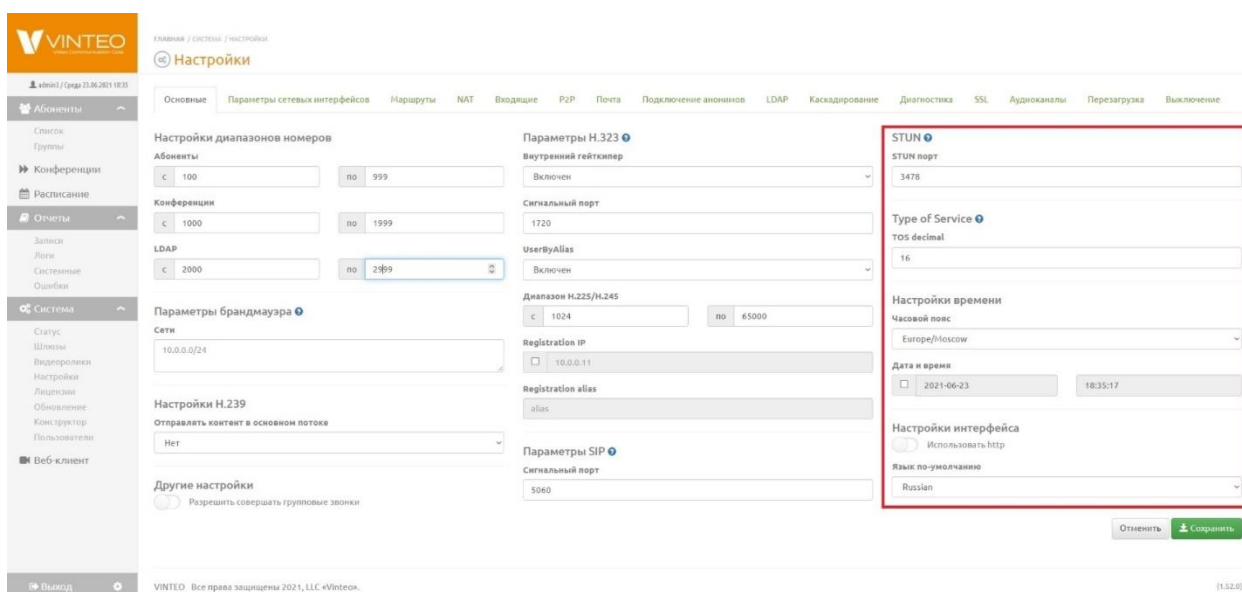 VINTEO
ГЛАВНАЯ / СИСТЕМА / НАСТРОЙКИ
Настройки
admin3 / Среда 23.06.2021 18:35
Абоненты
Список
Группы
Конференции
Расписание
Отчеты
Записи
Логи
Системные
Ошибки
Система
Статус
Шлюзы
Видеоролики
Настройки
Лицензии
Обновление
Конструктор
Пользователи
Веб-клиент
Выход
Основные Параметры сетевых интерфейсов Маршруты NAT Входящие P2P Почта Подключение анонимов LDAP Каскадирование Диагностика SSL Аудиоканалы Перезагрузка Выключение
Настройки диапазонов номеров
Абоненты
с 100 по 999
Конференции
с 1000 по 1999
LDAP
с 2000 по 2999
Параметры брандмауэра
Сети
10.0.0.0/24
Настройки H.239
Отправлять контент в основном потоке
Нет
Другие настройки
Разрешить совершать групповые звонки
Параметры H.323
Внутренний гейткипер
Включен
Сигнальный порт
1720
UserByAlias
Включен
Диапазон H.225/H.245
с 1024 по 65000
Registration IP
10.0.0.11
Registration alias
alias
Параметры SIP
Сигнальный порт
5060
STUN
STUN порт
3478
Type of Service
TOS decimal
16
Настройки времени
Часовой пояс
Europe/Moscow
Дата и время
2021-06-23 18:35:17
Настройки интерфейса
Использовать http
Язык по-умолчанию
Russian
Отменить Сохранить
VINTEO Все права защищены 2021, LLC «Vinteo».
(1.52.0)